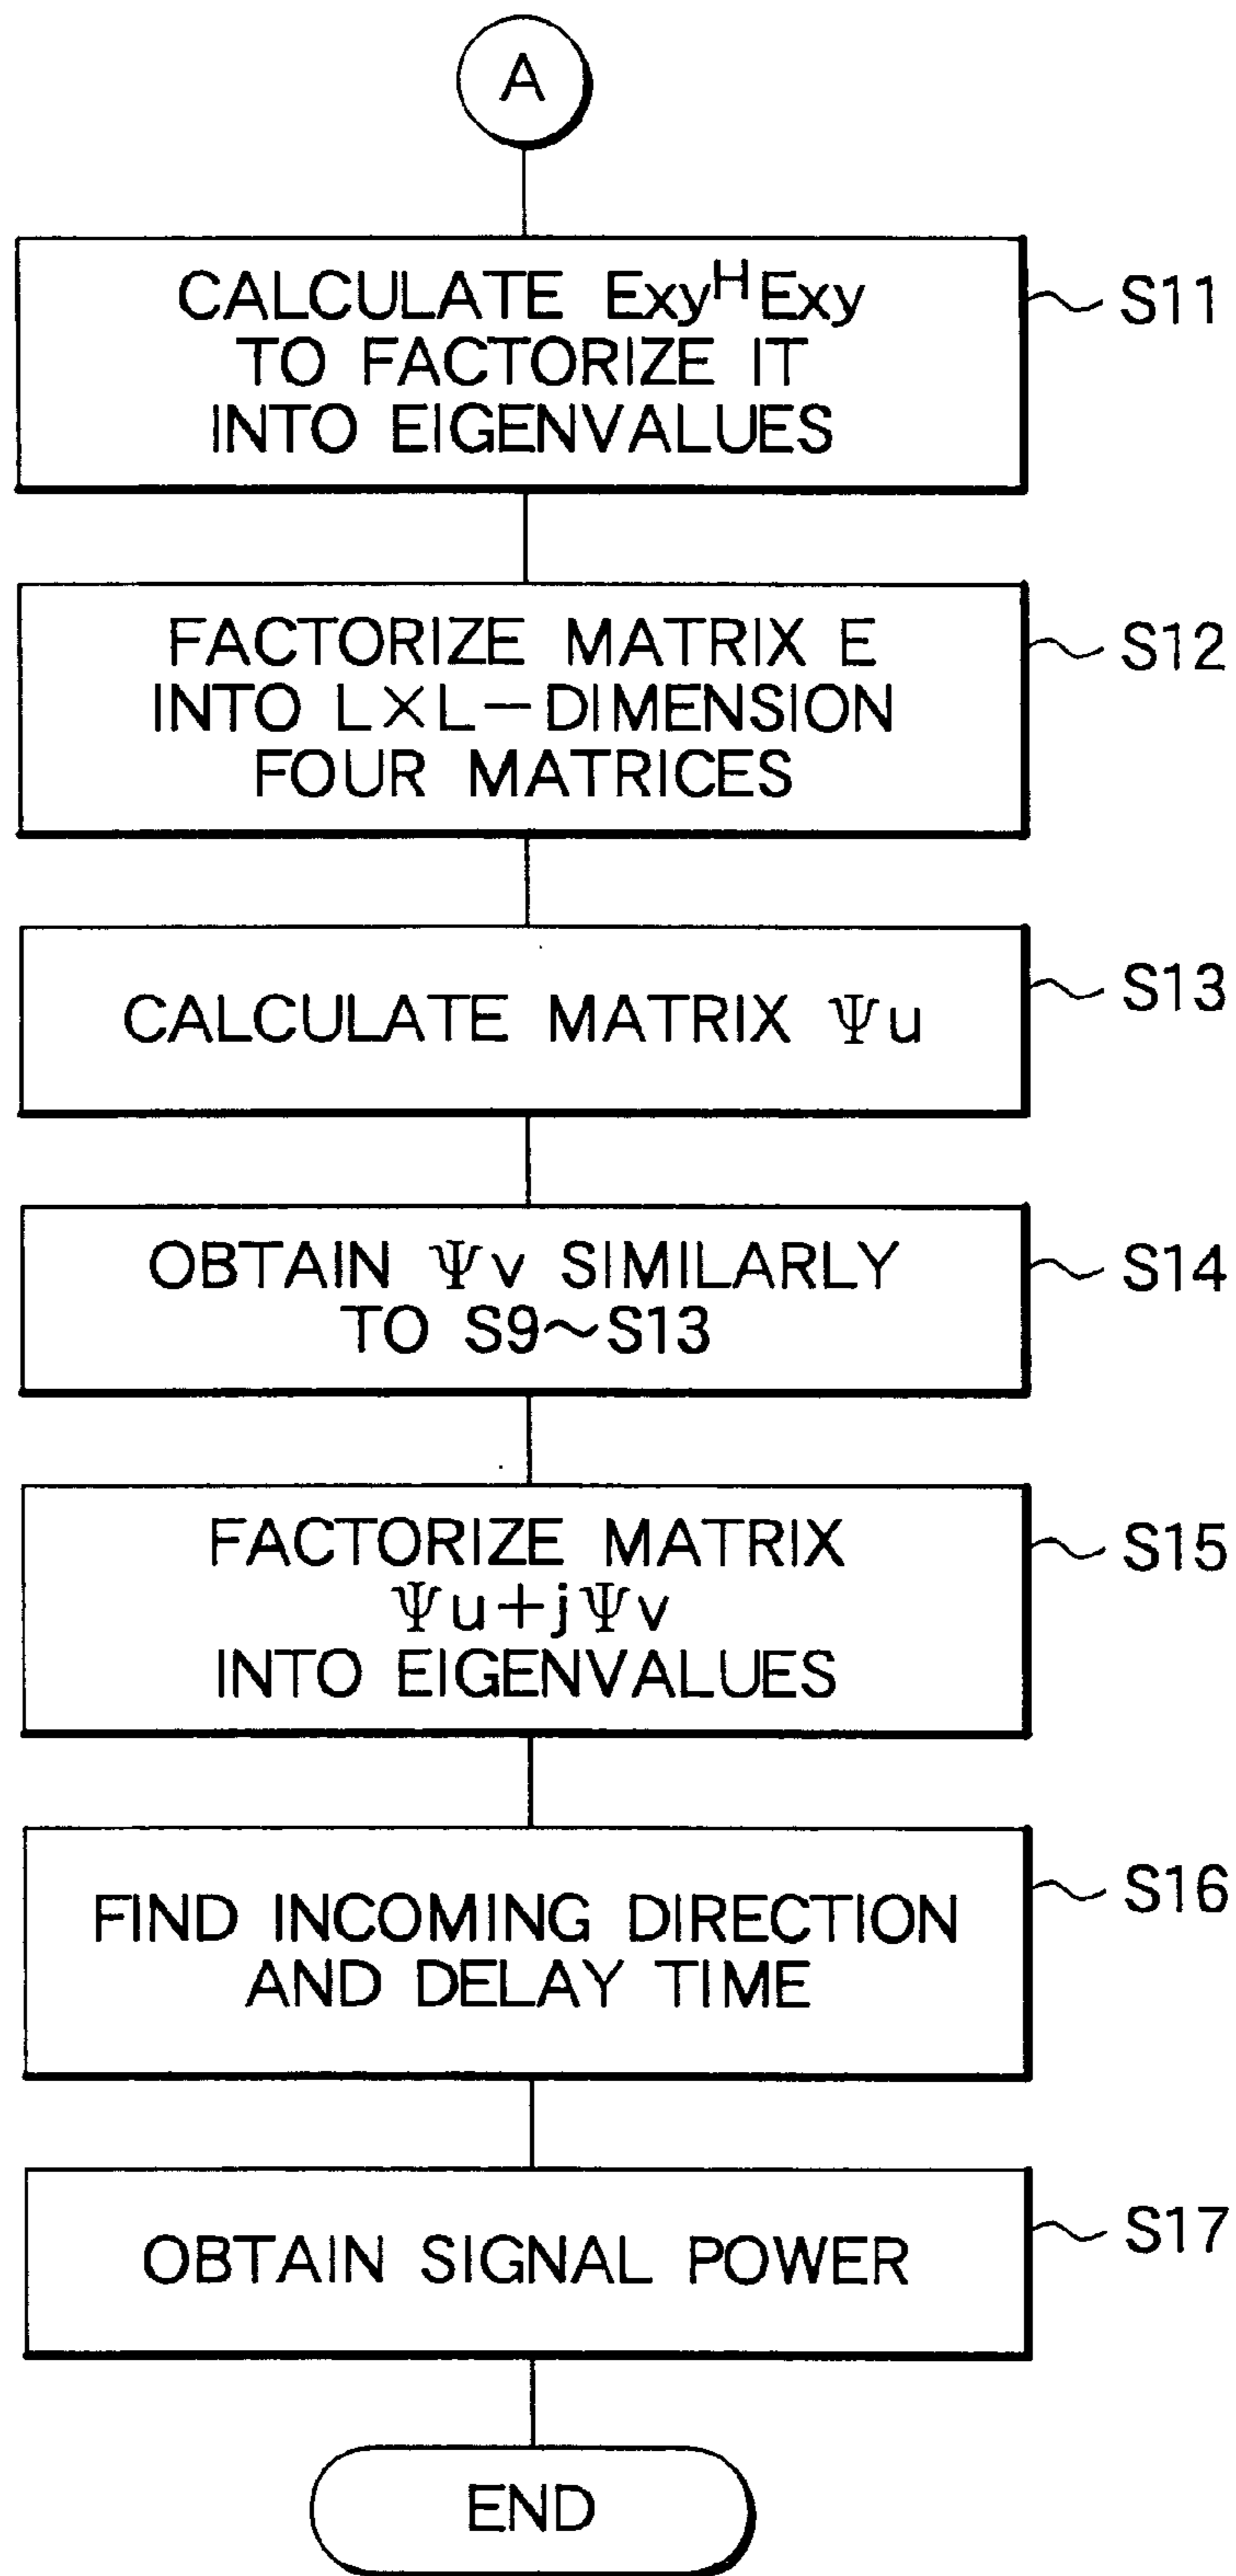 A
CALCULATE Exy^H Exy
TO FACTORIZE IT
INTO EIGENVALUES
S11
FACTORIZE MATRIX E
INTO L×L-DIMENSION
FOUR MATRICES
S12
CALCULATE MATRIX Ψu
S13
OBTAIN Ψv SIMILARLY
TO S9~S13
S14
FACTORIZE MATRIX
Ψu+jΨv
INTO EIGENVALUES
S15
FIND INCOMING DIRECTION
AND DELAY TIME
S16
OBTAIN SIGNAL POWER
S17
END